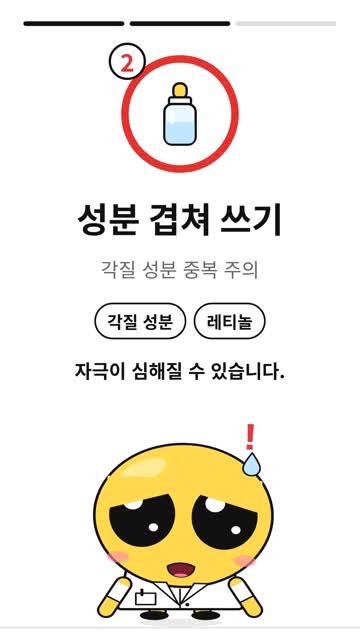 2
성분 겹쳐 쓰기
각질 성분 중복 주의
각질 성분 레티놀
자극이 심해질 수 있습니다.
!